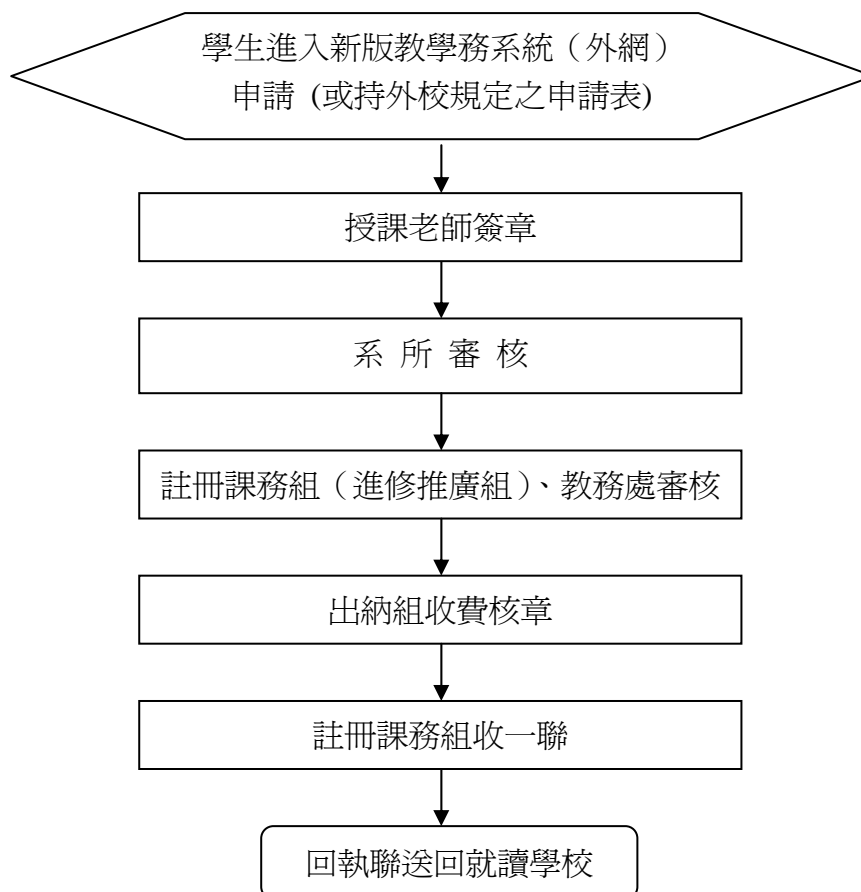 學生進入新版教學務系統（外網）
申請 (或持外校規定之申請表)
授課老師簽章
系 所 審 核
註冊課務組（進修推廣組）、教務處審核
出納組收費核章
註冊課務組收一聯
回執聯送回就讀學校